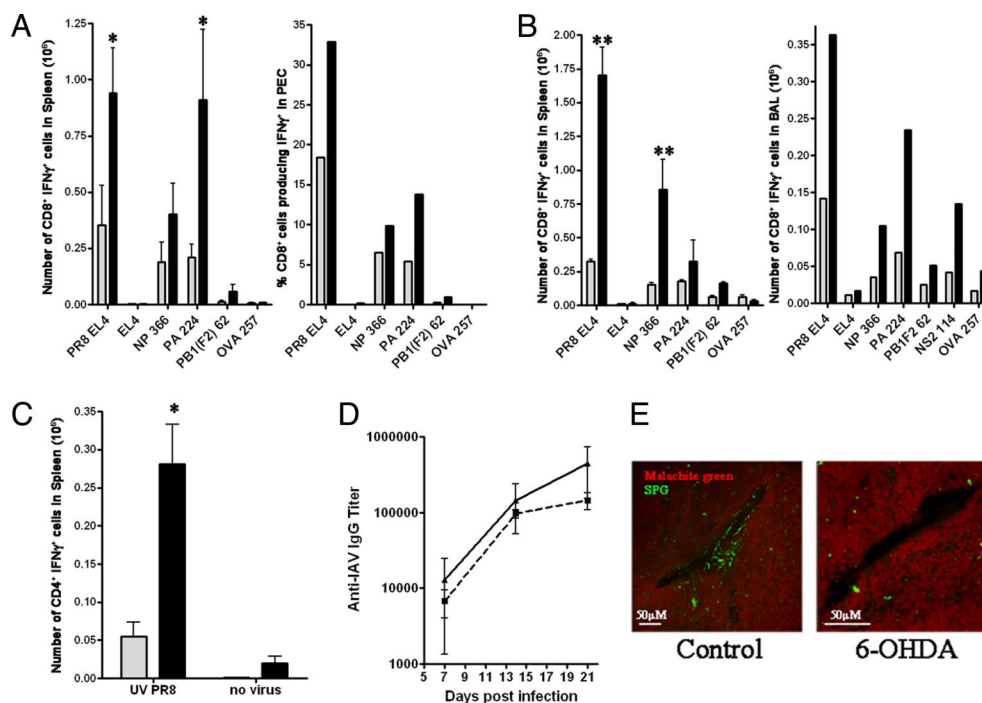 A
Number of CD8+ IFNγ+ cells in Spleen (10⁶)
1.25
1.00
0.75
0.50
0.25
0.00
*
*
PR8 EL4
EL4
NP 366
PA 224
PB1(F2) 62
OVA 257
% CD8+ cells producing IFNγ+ in PEC
35
30
25
20
15
10
5
0
PR8 EL4
EL4
NP 366
PA 224
PB1(F2) 62
OVA 257
B
Number of CD8+ IFNγ+ cells in Spleen (10⁶)
2.00
1.75
1.50
1.25
1.00
0.75
0.50
0.25
0.00
**
**
PR8 EL4
EL4
NP 366
PA 224
PB1(F2) 62
OVA 257
Number of CD8+ IFNγ+ cells in BAL (10⁶)
0.35
0.30
0.25
0.20
0.15
0.10
0.05
0.00
PR8 EL4
EL4
NP 366
PA 224
PB1F2 62
NS2 114
OVA 257
C
Number of CD4+ IFNγ+ cells in Spleen (10⁶)
0.35
0.30
0.25
0.20
0.15
0.10
0.05
0.00
*
UV PR8
no virus
D
Anti-IAV IgG Titer
1000000
100000
10000
1000
5 7 9 11 13 15 17 19 21
Days post infection
E
Malachite green
SPG
50µM
Control
50µM
6-OHDA